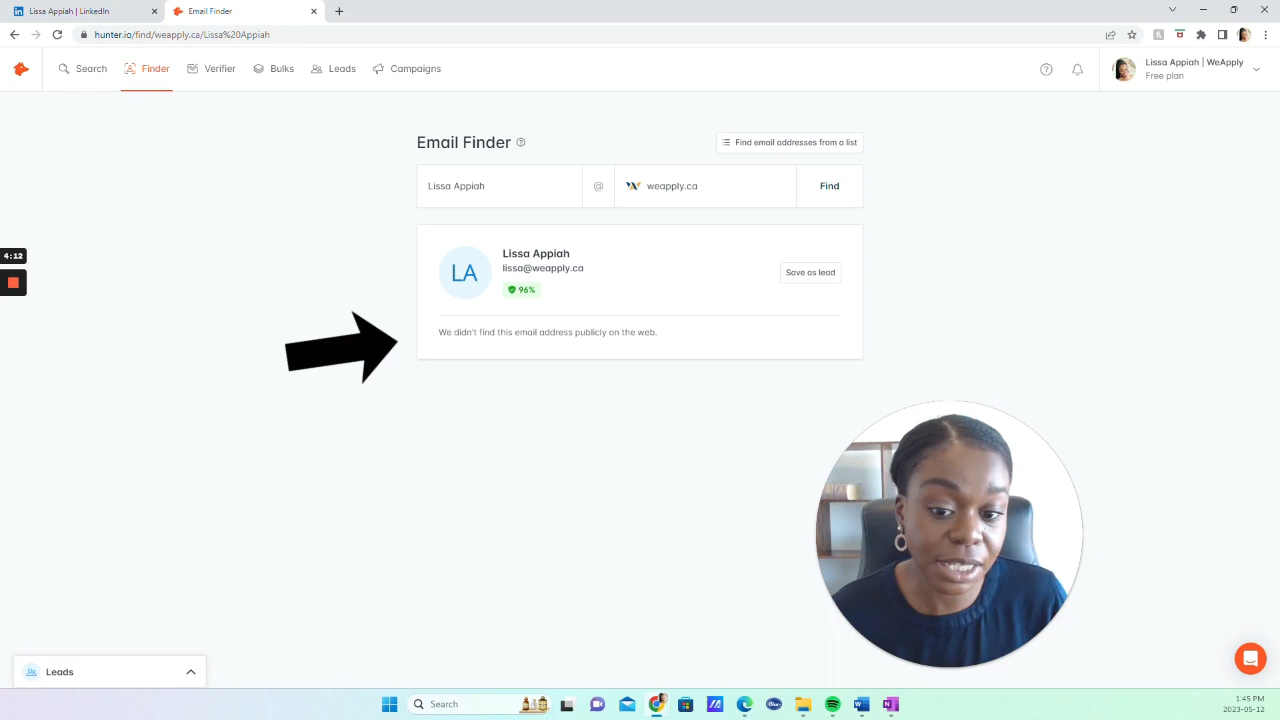 Lissa Appiah | LinkedIn
Email Finder
hunter.io/find/weapply.ca/Lissa%20Appiah
Search
Finder
Verifier
Bulks
Leads
Campaigns
Lissa Appiah | WeApply
Free plan
Email Finder
Find email addresses from a list
Lissa Appiah
@
weapply.ca
Find
4:12
LA
Lissa Appiah
lissa@weapply.ca
96%
Save as lead
We didn't find this email address publicly on the web.
Leads
Search
1:45 PM
2023-05-12